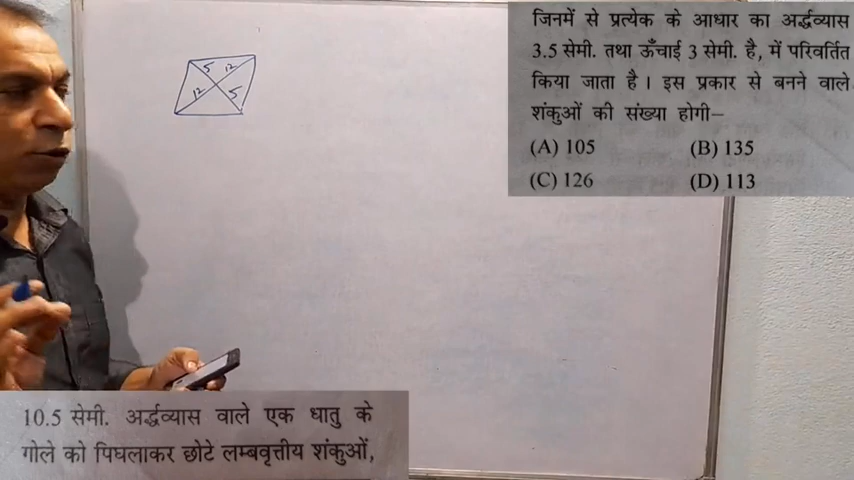 5 12
12 5
10.5 सेमी. अर्द्धव्यास वाले एक धातु के
गोले को पिघलाकर छोटे लम्बवृत्तीय शंकुओं,
जिनमें से प्रत्येक के आधार का अर्द्धव्यास
3.5 सेमी. तथा ऊँचाई 3 सेमी. है, में परिवर्तित
किया जाता है। इस प्रकार से बनने वाले
शंकुओं की संख्या होगी–
(A) 105 (B) 135
(C) 126 (D) 113